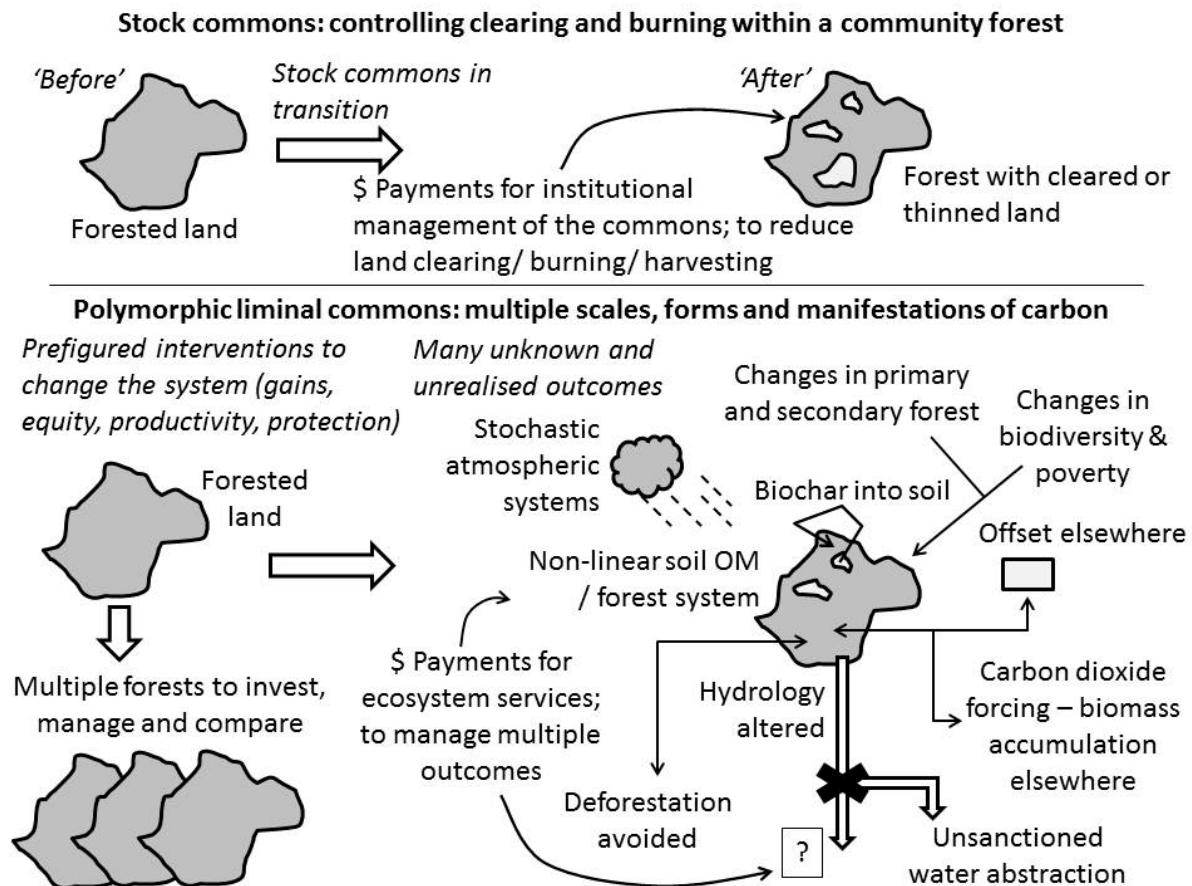 Stock commons: controlling clearing and burning within a community forest
'Before'
Stock commons in
transition
'After'
Forested land
$ Payments for institutional
management of the commons; to reduce
land clearing/ burning/ harvesting
Forest with cleared or
thinned land
Polymorphic liminal commons: multiple scales, forms and manifestations of carbon
Prefigured interventions to
change the system (gains,
equity, productivity, protection)
Many unknown and
unrealised outcomes
Changes in primary
and secondary forest
Changes in
biodiversity &
poverty
Stochastic
atmospheric
systems
Forested
land
Biochar into soil
Offset elsewhere
Non-linear soil OM
/ forest system
$ Payments for
ecosystem services;
to manage multiple
outcomes
Multiple forests to invest,
manage and compare
Hydrology
altered
Carbon dioxide
forcing – biomass
accumulation
elsewhere
Deforestation
avoided
?
Unsanctioned
water abstraction